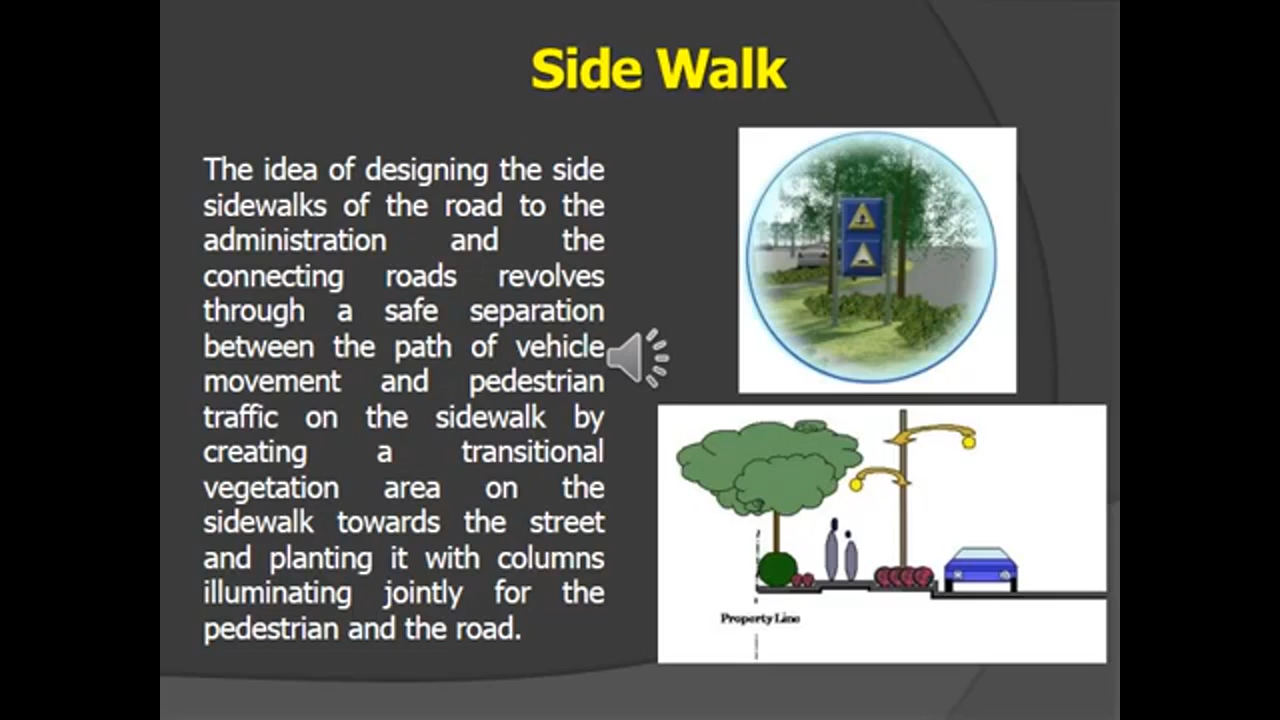 Side Walk
The idea of designing the side
sidewalks of the road to the
administration and the
connecting roads revolves
through a safe separation
between the path of vehicle
movement and pedestrian
traffic on the sidewalk by
creating a transitional
vegetation area on the
sidewalk towards the street
and planting it with columns
illuminating jointly for the
pedestrian and the road.
Property Line